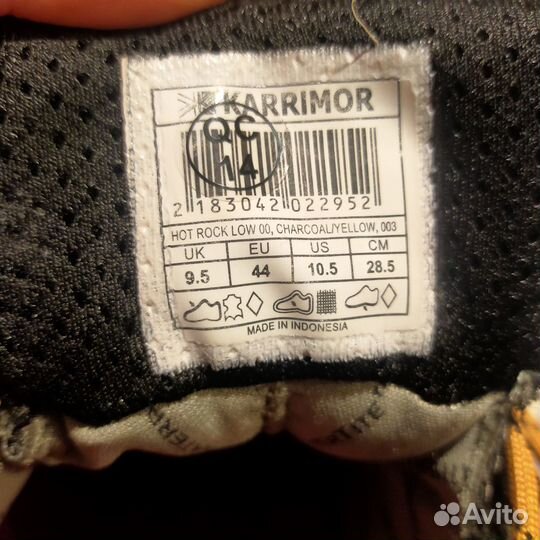 KARRIMOR
QC
14
2 183042 022952
HOT ROCK LOW 00, CHARCOAL/YELLOW, 003
UK EU US CM
9.5 44 10.5 28.5
MADE IN INDONESIA
Avito